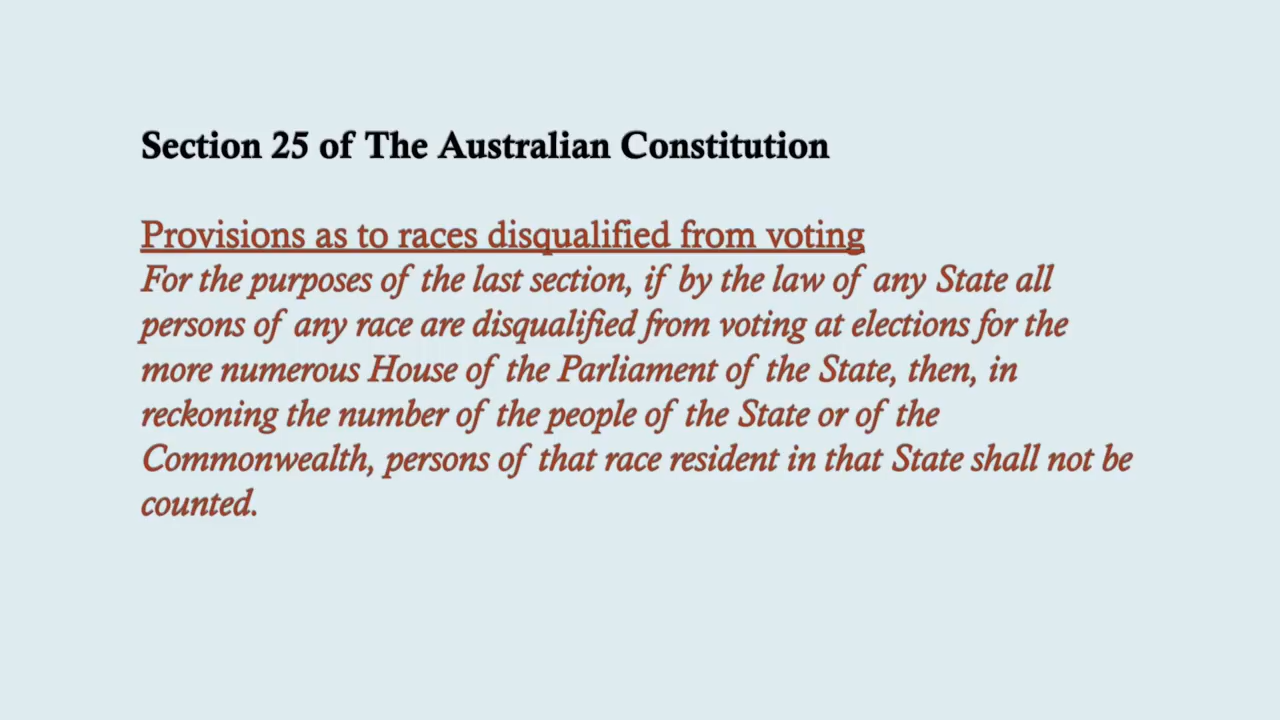 Section 25 of The Australian Constitution
Provisions as to races disqualified from voting
For the purposes of the last section, if by the law of any State all
persons of any race are disqualified from voting at elections for the
more numerous House of the Parliament of the State, then, in
reckoning the number of the people of the State or of the
Commonwealth, persons of that race resident in that State shall not be
counted.